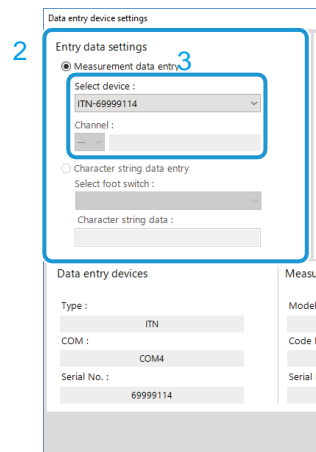 Data entry device settings
2
Entry data settings
Measurement data entry
3
Select device :
ITN-69999114
Channel :
--
Character string data entry
Select foot switch :
Character string data :
Data entry devices
Measu
Type :
Model
ITN
COM :
Code
COM4
Serial No. :
Serial
69999114